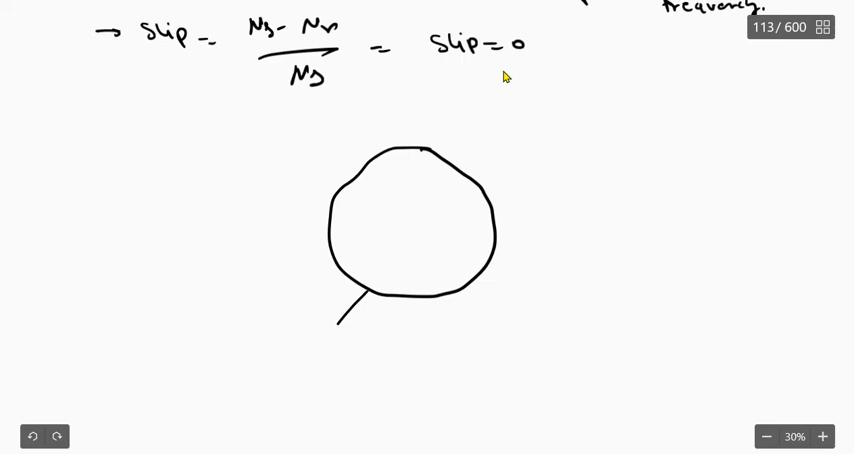 frequency.
113/600
→ Slip = Ns - Nr / Ns = Slip = 0
30%